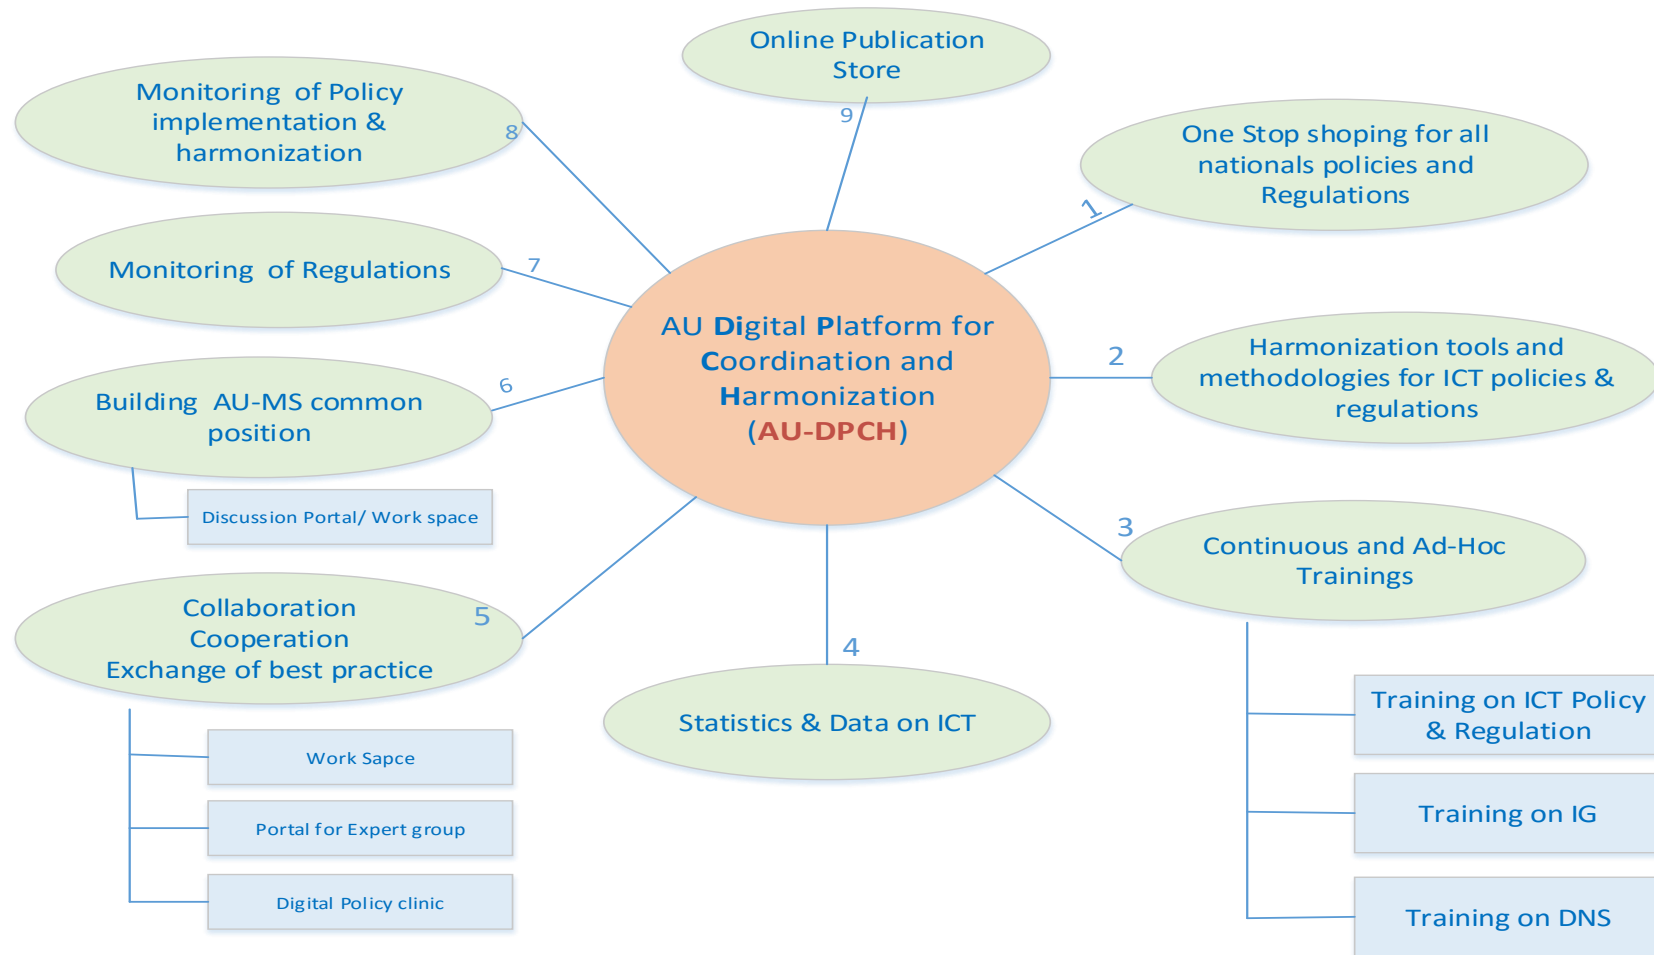 Online Publication
Store
9
Monitoring of Policy
implementation &
harmonization
8
One Stop shoping for all
nationals policies and
Regulations
1
Monitoring of Regulations
7
AU Digital Platform for
Coordination and
Harmonization
(AU-DPCH)
2
Harmonization tools and
methodologies for ICT policies &
regulations
6
Building AU-MS common
position
Discussion Portal/ Work space
3
Continuous and Ad-Hoc
Trainings
Training on ICT Policy
& Regulation
Training on IG
Training on DNS
4
Statistics & Data on ICT
5
Collaboration
Cooperation
Exchange of best practice
Work Sapce
Portal for Expert group
Digital Policy clinic